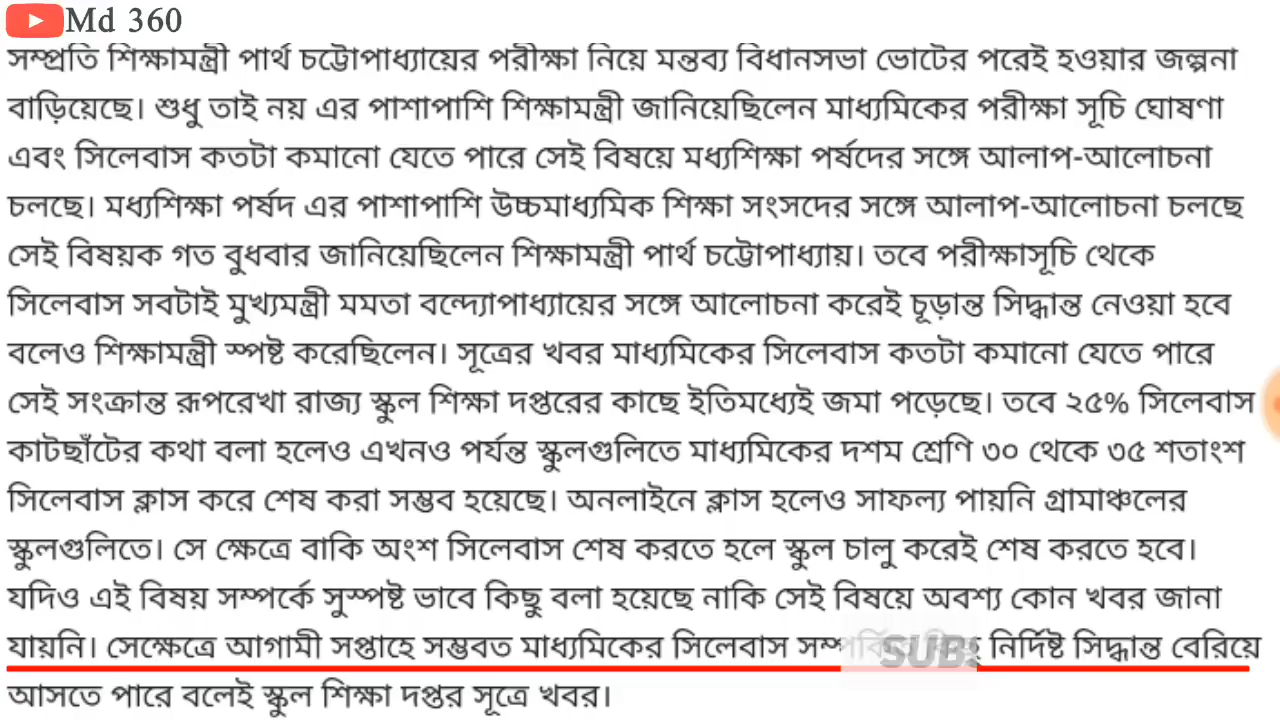 Md 360
সম্প্রতি শিক্ষামন্ত্রী পার্থ চট্টোপাধ্যায়ের পরীক্ষা নিয়ে মন্তব্য বিধানসভা ভোটের পরেই হওয়ার জল্পনা
বাড়িয়েছে। শুধু তাই নয় এর পাশাপাশি শিক্ষামন্ত্রী জানিয়েছিলেন মাধ্যমিকের পরীক্ষা সূচি ঘোষণা
এবং সিলেবাস কতটা কমানো যেতে পারে সেই বিষয়ে মধ্যশিক্ষা পর্ষদের সঙ্গে আলাপ-আলোচনা
চলছে। মধ্যশিক্ষা পর্ষদ এর পাশাপাশি উচ্চমাধ্যমিক শিক্ষা সংসদের সঙ্গে আলাপ-আলোচনা চলছে
সেই বিষয়ক গত বুধবার জানিয়েছিলেন শিক্ষামন্ত্রী পার্থ চট্টোপাধ্যায়। তবে পরীক্ষাসূচি থেকে
সিলেবাস সবটাই মুখ্যমন্ত্রী মমতা বন্দ্যোপাধ্যায়ের সঙ্গে আলোচনা করেই চূড়ান্ত সিদ্ধান্ত নেওয়া হবে
বলেও শিক্ষামন্ত্রী স্পষ্ট করেছিলেন। সূত্রের খবর মাধ্যমিকের সিলেবাস কতটা কমানো যেতে পারে
সেই সংক্রান্ত রূপরেখা রাজ্য স্কুল শিক্ষা দপ্তরের কাছে ইতিমধ্যেই জমা পড়েছে। তবে ২৫% সিলেবাস
কাটছাঁটের কথা বলা হলেও এখনও পর্যন্ত স্কুলগুলিতে মাধ্যমিকের দশম শ্রেণি ৩০ থেকে ৩৫ শতাংশ
সিলেবাস ক্লাস করে শেষ করা সম্ভব হয়েছে। অনলাইনে ক্লাস হলেও সাফল্য পায়নি গ্রামাঞ্চলের
স্কুলগুলিতে। সে ক্ষেত্রে বাকি অংশ সিলেবাস শেষ করতে হলে স্কুল চালু করেই শেষ করতে হবে।
যদিও এই বিষয় সম্পর্কে সুস্পষ্ট ভাবে কিছু বলা হয়েছে নাকি সেই বিষয়ে অবশ্য কোন খবর জানা
যায়নি। সেক্ষেত্রে আগামী সপ্তাহে সম্ভবত মাধ্যমিকের সিলেবাস SUB নির্দিষ্ট সিদ্ধান্ত বেরিয়ে
আসতে পারে বলেই স্কুল শিক্ষা দপ্তর সূত্রে খবর।